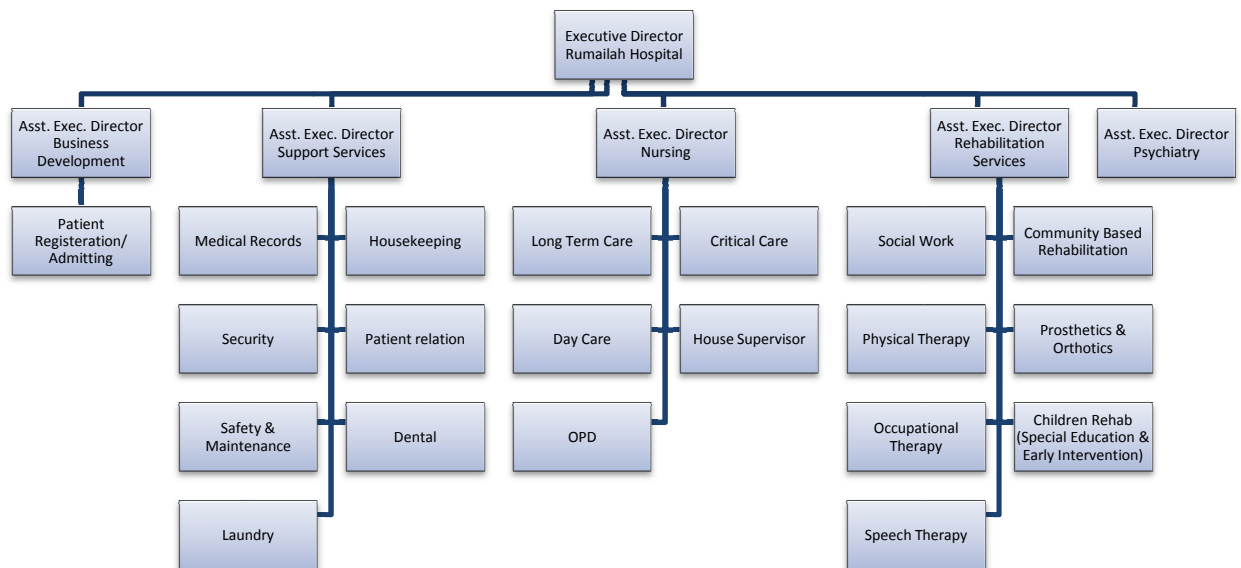 Executive Director
Rumailah Hospital
Asst. Exec. Director
Business
Development
Asst. Exec. Director
Support Services
Asst. Exec. Director
Nursing
Asst. Exec. Director
Rehabilitation
Services
Asst. Exec. Director
Psychiatry
Patient
Registeration/
Admitting
Medical Records
Housekeeping
Long Term Care
Critical Care
Social Work
Community Based
Rehabilitation
Security
Patient relation
Day Care
House Supervisor
Physical Therapy
Prosthetics &
Orthotics
Safety &
Maintenance
Dental
OPD
Occupational
Therapy
Children Rehab
(Special Education &
Early Intervention)
Laundry
Speech Therapy